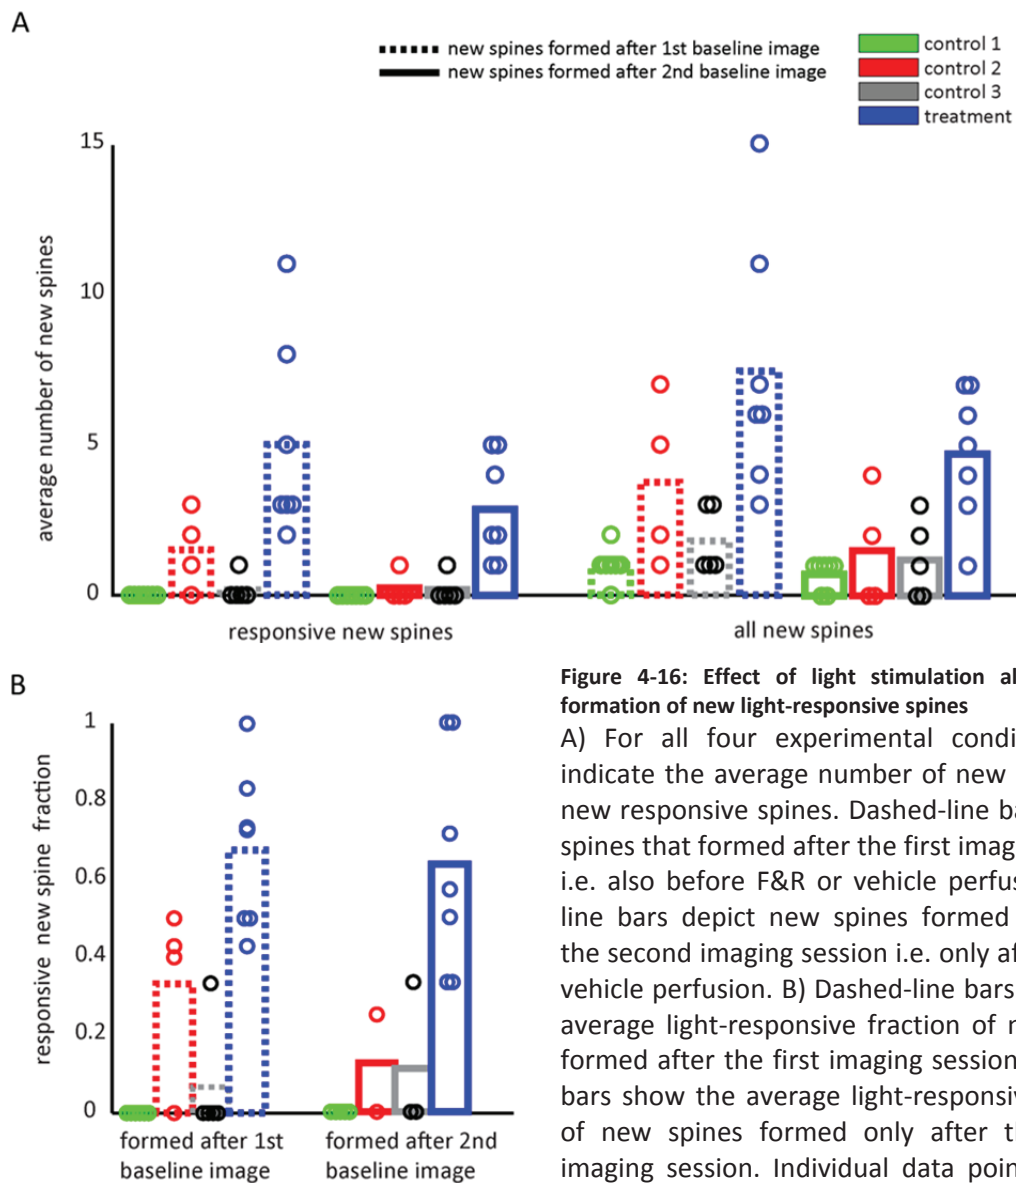 A
new spines formed after 1st baseline image
new spines formed after 2nd baseline image
control 1
control 2
control 3
treatment
average number of new spines
15
10
5
0
responsive new spines
all new spines
B
responsive new spine fraction
1
0.8
0.6
0.4
0.2
0
formed after 1st
baseline image
formed after 2nd
baseline image
Figure 4-16: Effect of light stimulation al
formation of new light-responsive spines
A) For all four experimental condi
indicate the average number of new
new responsive spines. Dashed-line ba
spines that formed after the first imag
i.e. also before F&R or vehicle perfus
line bars depict new spines formed
the second imaging session i.e. only af
vehicle perfusion. B) Dashed-line bars
average light-responsive fraction of n
formed after the first imaging session
bars show the average light-responsiv
of new spines formed only after th
imaging session. Individual data poin